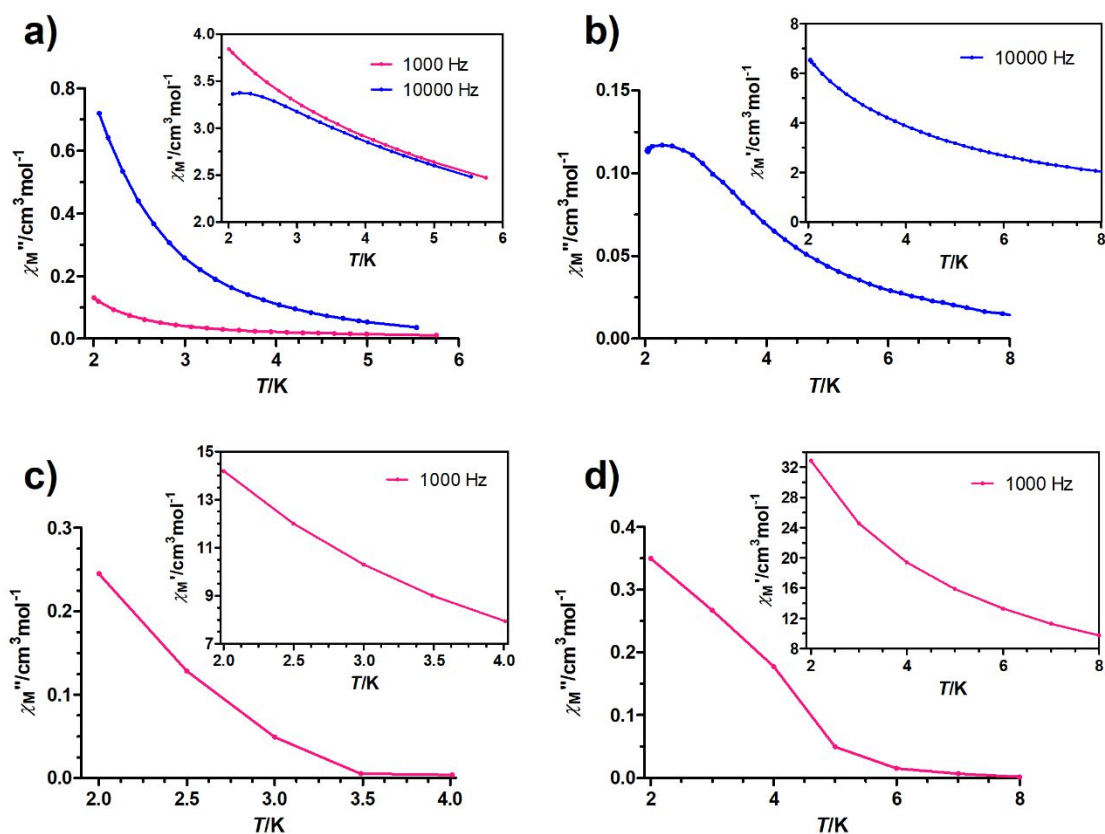 a)
χM''/cm3mol-1
0.8
0.6
0.4
0.2
0.0
2 3 4 5 6
T/K
χM'/cm3mol-1
4.0
3.5
3.0
2.5
2.0
2 3 4 5 6
T/K
1000 Hz
10000 Hz
b)
χM''/cm3mol-1
0.15
0.10
0.05
0.00
2 4 6 8
T/K
χM'/cm3mol-1
8
6
4
2
0
2 4 6 8
T/K
10000 Hz
c)
χM''/cm3mol-1
0.3
0.2
0.1
0.0
2.0 2.5 3.0 3.5 4.0
T/K
χM'/cm3mol-1
15
13
11
9
7
2.0 2.5 3.0 3.5 4.0
T/K
1000 Hz
d)
χM''/cm3mol-1
0.4
0.3
0.2
0.1
0.0
2 4 6 8
T/K
χM'/cm3mol-1
32
28
24
20
16
12
8
2 4 6 8
T/K
1000 Hz